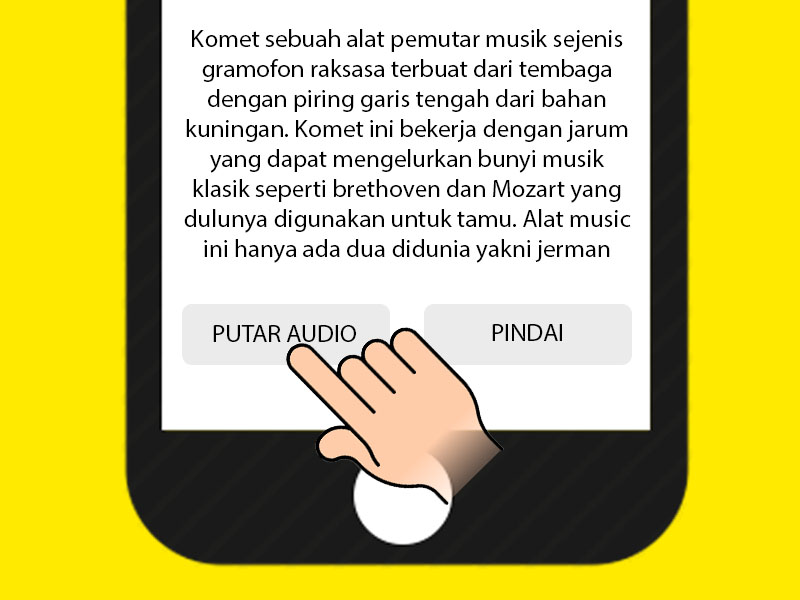 Komet sebuah alat pemutar musik sejenis
gramofon raksasa terbuat dari tembaga
dengan piring garis tengah dari bahan
kuningan. Komet ini bekerja dengan jarum
yang dapat mengelurkan bunyi musik
klasik seperti brethoven dan Mozart yang
dulunya digunakan untuk tamu. Alat music
ini hanya ada dua didunia yakni jerman
PUTAR AUDIO
PINDAI